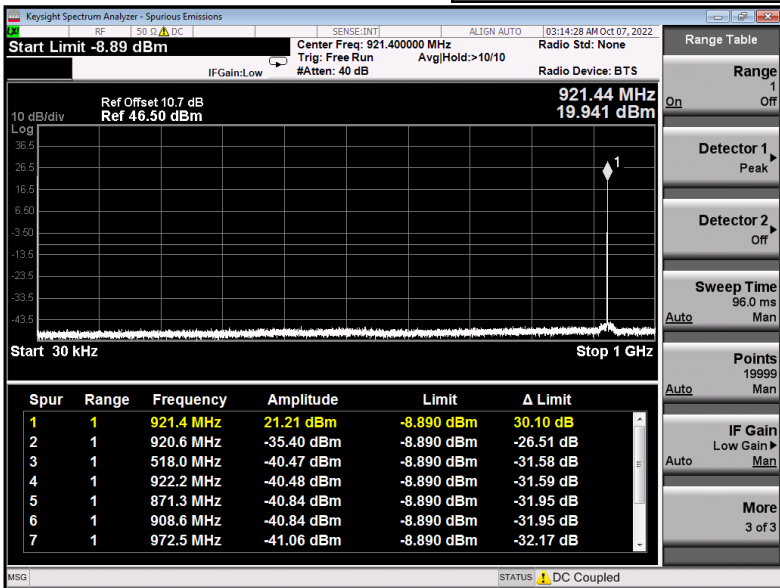 Keysight Spectrum Analyzer - Spurious Emissions
LXI RF 50 Ω DC SENSE:INT ALIGN AUTO 03:14:28 AM Oct 07, 2022
Start Limit -8.89 dBm
Center Freq: 921.400000 MHz
Radio Std: None
Trig: Free Run Avg|Hold:>10/10
IFGain:Low #Atten: 40 dB Radio Device: BTS
Ref Offset 10.7 dB
10 dB/div Ref 46.50 dBm
Log
921.44 MHz
19.941 dBm
36.5
26.5
16.5
6.50
-3.50
-13.5
-23.5
-33.5
-43.5
1
Start 30 kHz Stop 1 GHz
Spur Range Frequency Amplitude Limit Δ Limit
1 1 921.4 MHz 21.21 dBm -8.890 dBm 30.10 dB
2 1 920.6 MHz -35.40 dBm -8.890 dBm -26.51 dB
3 1 518.0 MHz -40.47 dBm -8.890 dBm -31.58 dB
4 1 922.2 MHz -40.48 dBm -8.890 dBm -31.59 dB
5 1 871.3 MHz -40.84 dBm -8.890 dBm -31.95 dB
6 1 908.6 MHz -40.84 dBm -8.890 dBm -31.95 dB
7 1 972.5 MHz -41.06 dBm -8.890 dBm -32.17 dB
Range Table
Range
1
On Off
Detector 1
Peak
Detector 2
Off
Sweep Time
96.0 ms
Auto Man
Points
19999
Auto Man
IF Gain
Low Gain
Auto Man
More
3 of 3
MSG STATUS DC Coupled